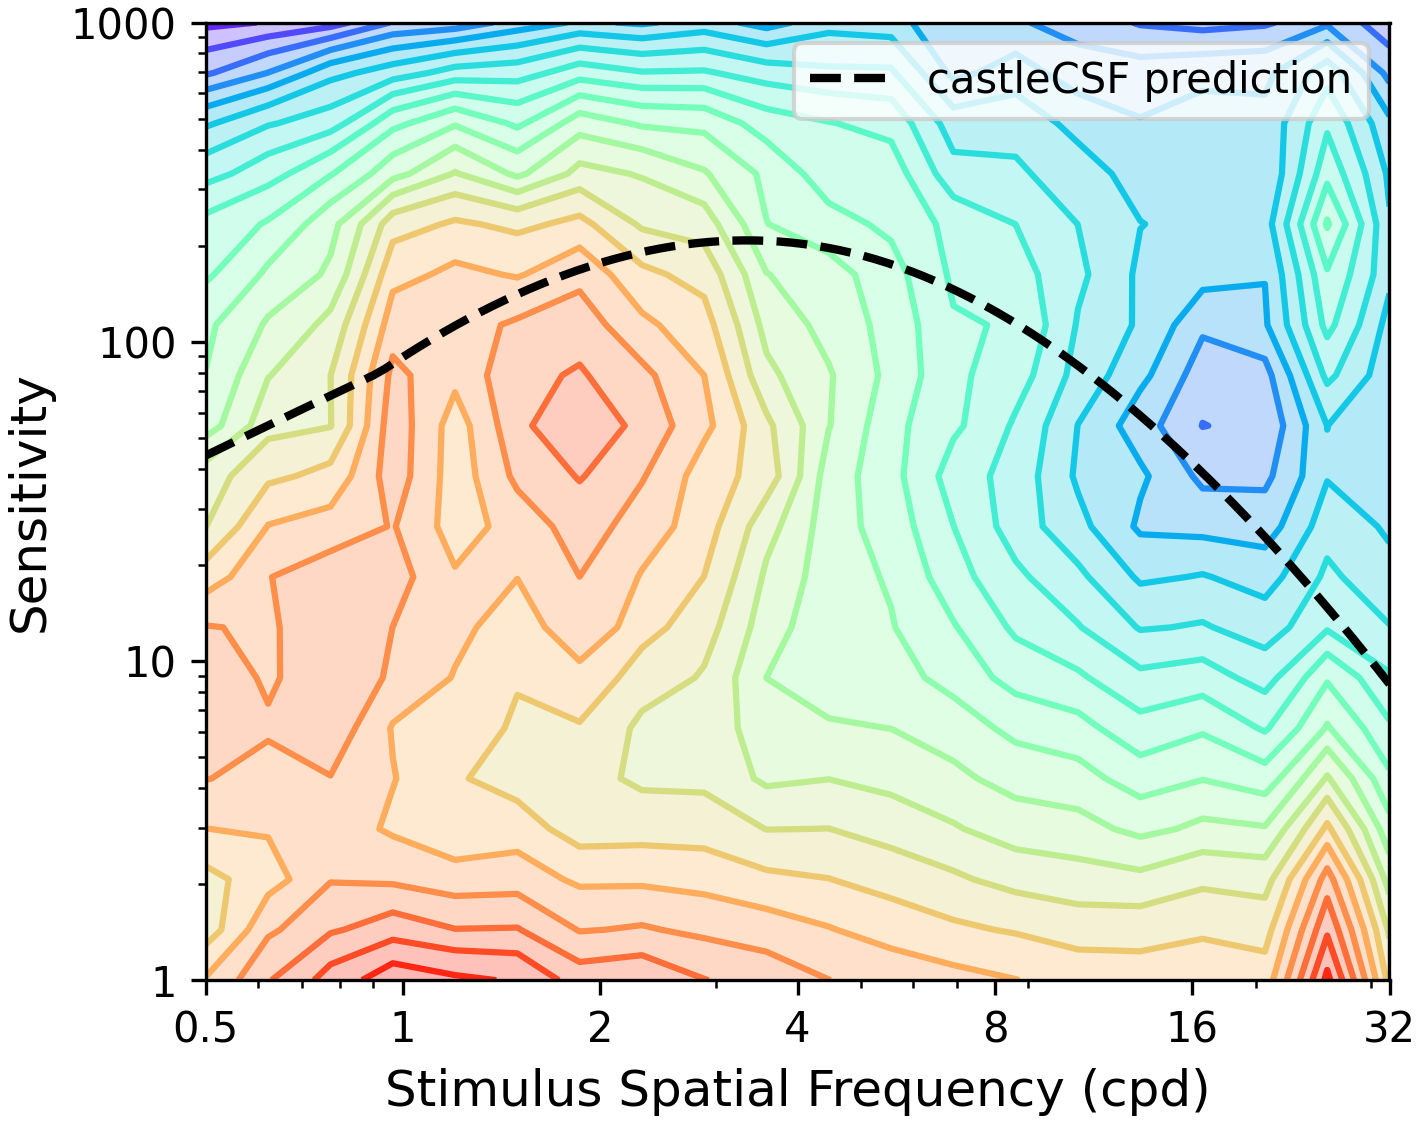 1000
100
10
1
Sensitivity
castleCSF prediction
0.5 1 2 4 8 16 32
Stimulus Spatial Frequency (cpd)